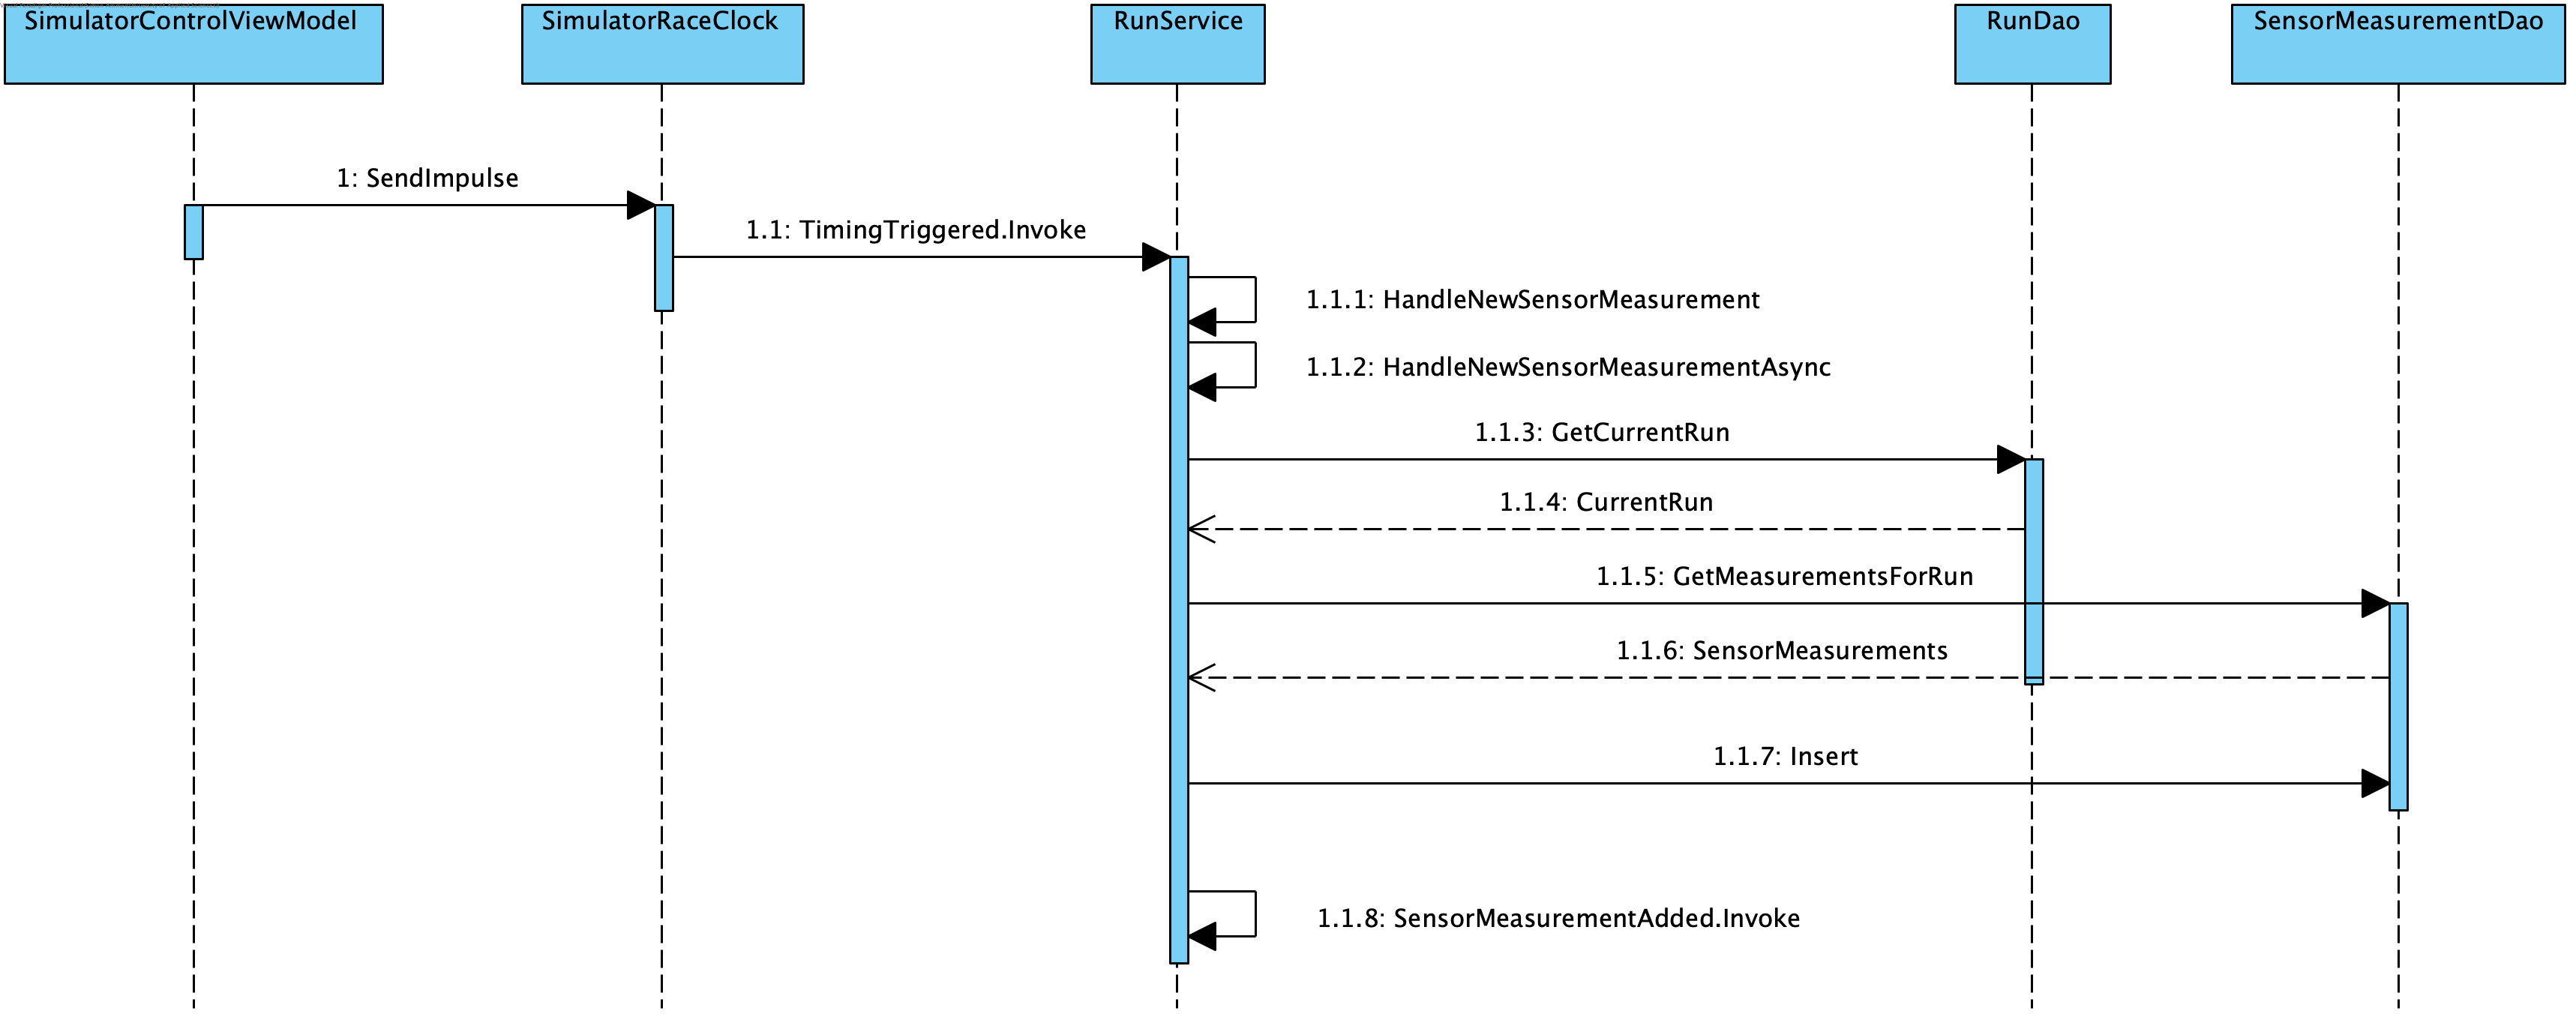 SimulatorControlViewModel
SimulatorRaceClock
RunService
RunDao
SensorMeasurementDao
1: SendImpulse
1.1: TimingTriggered.Invoke
1.1.1: HandleNewSensorMeasurement
1.1.2: HandleNewSensorMeasurementAsync
1.1.3: GetCurrentRun
1.1.4: CurrentRun
1.1.5: GetMeasurementsForRun
1.1.6: SensorMeasurements
1.1.7: Insert
1.1.8: SensorMeasurementAdded.Invoke